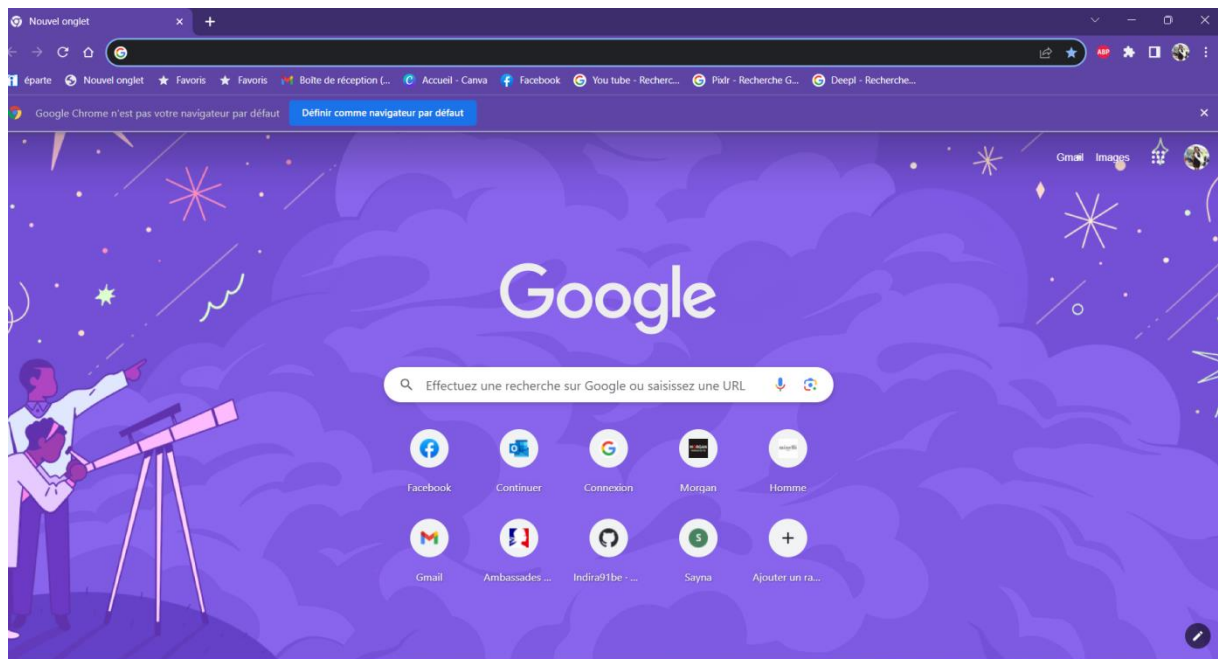 Nouvel onglet
éparte Nouvel onglet Favoris Favoris Boîte de réception (... Accueil - Canva Facebook You tube - Recherc... Pixlr - Recherche G... Deepl - Recherche...
Google Chrome n'est pas votre navigateur par défaut Définir comme navigateur par défaut
Gmail Images
Google
Effectuez une recherche sur Google ou saisissez une URL
Facebook Continuer Connexion Morgan Homme
Gmail Ambassades ... Indira91be - ... Sayna Ajouter un ra...